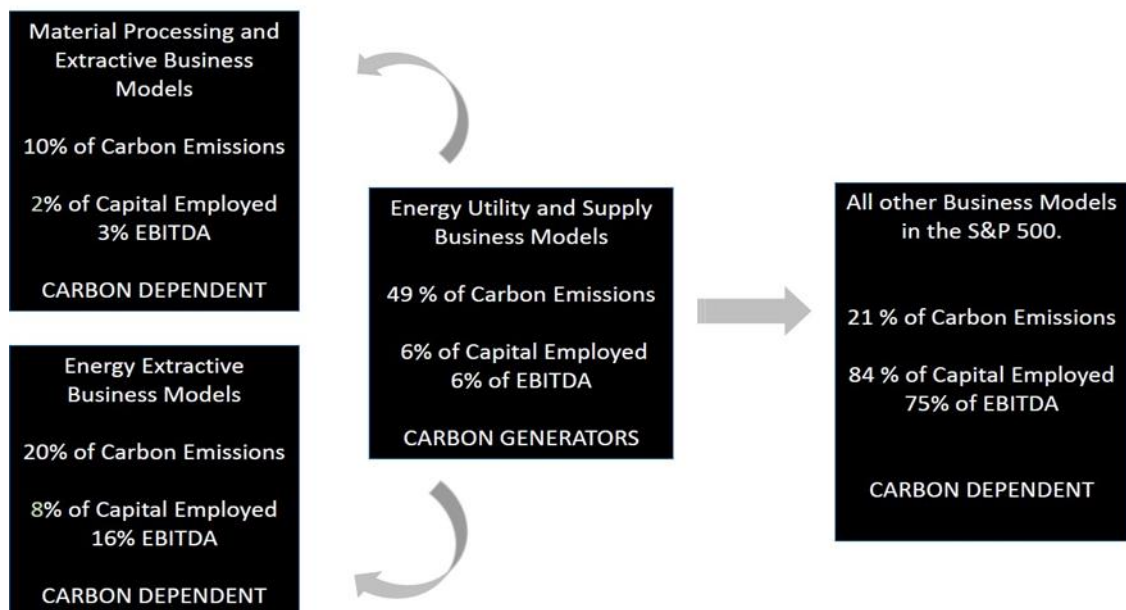 Material Processing and
Extractive Business
Models
10% of Carbon Emissions
2% of Capital Employed
3% EBITDA
CARBON DEPENDENT
Energy Extractive
Business Models
20% of Carbon Emissions
8% of Capital Employed
16% EBITDA
CARBON DEPENDENT
Energy Utility and Supply
Business Models
49 % of Carbon Emissions
6% of Capital Employed
6% of EBITDA
CARBON GENERATORS
All other Business Models
in the S&P 500.
21 % of Carbon Emissions
84 % of Capital Employed
75% of EBITDA
CARBON DEPENDENT